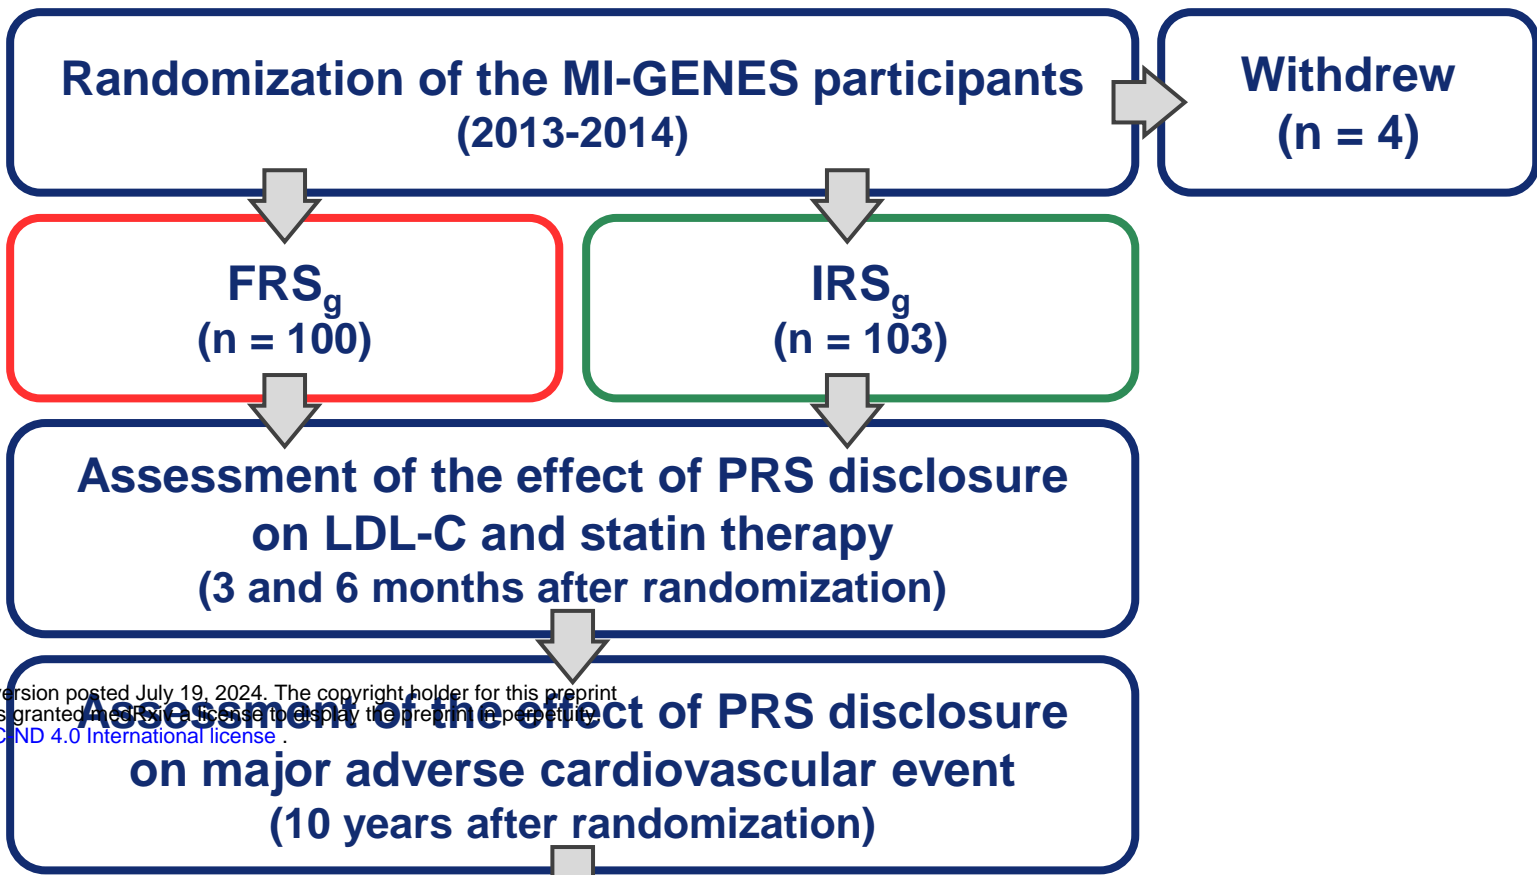 Randomization of the MI-GENES participants
(2013-2014)
Withdrew
(n = 4)
FRSg
(n = 100)
IRSg
(n = 103)
Assessment of the effect of PRS disclosure
on LDL-C and statin therapy
(3 and 6 months after randomization)
Assessment of the effect of PRS disclosure
on major adverse cardiovascular event
(10 years after randomization)
version posted July 19, 2024. The copyright holder for this preprint
s granted medRxiv a license to display the preprint in perpetuity.
C-ND 4.0 International license .